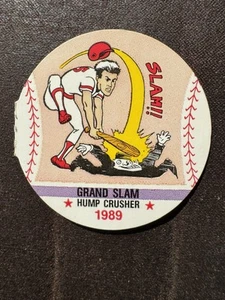 SLAM!!
GRAND SLAM
HUMP CRUSHER
1989